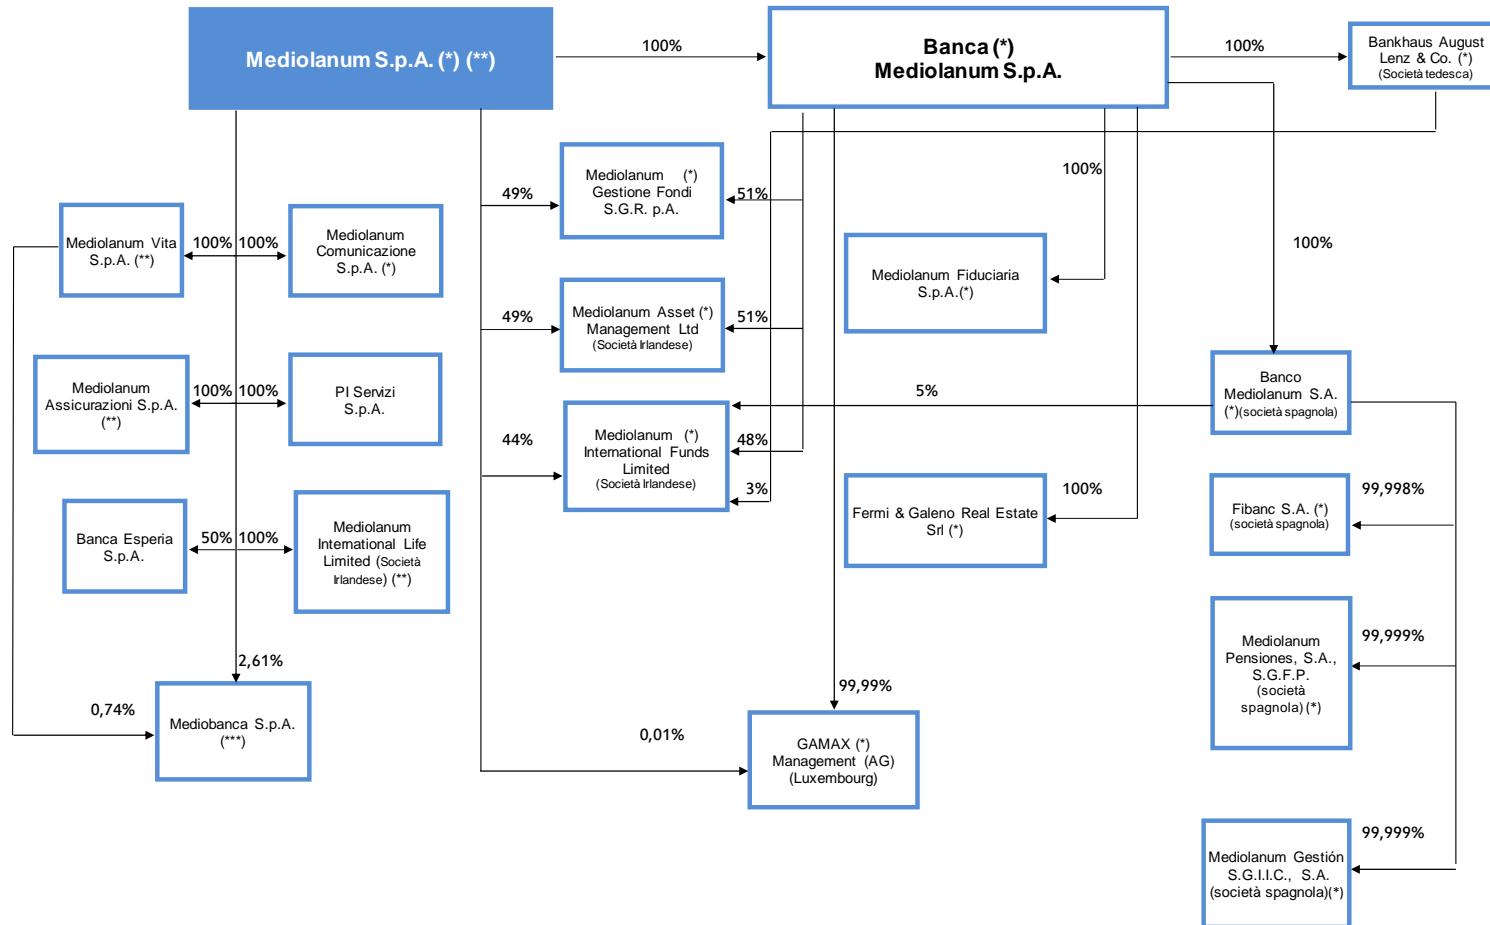 Mediolanum S.p.A. (*) (**)
100%
Banca (*)
Mediolanum S.p.A.
100%
Bankhaus August
Lenz & Co. (*)
(Società tedesca)
49%
Mediolanum (*)
Gestione Fondi
S.G.R. p.A.
51%
100%
Mediolanum Vita
S.p.A. (**)
100%
100%
Mediolanum
Comunicazione
S.p.A. (*)
Mediolanum Fiduciaria
S.p.A.(*)
100%
49%
Mediolanum Asset (*)
Management Ltd
(Società Irlandese)
51%
Mediolanum
Assicurazioni S.p.A.
(**)
100%
100%
PI Servizi
S.p.A.
5%
Banco
Mediolanum S.A.
(*)(società spagnola)
44%
Mediolanum (*)
International Funds
Limited
(Società Irlandese)
48%
3%
Banca Esperia
S.p.A.
50%
100%
Mediolanum
International Life
Limited (Società
Irlandese) (**)
Fermi & Galeno Real Estate
Srl (*)
100%
Fibanc S.A. (*)
(società spagnola)
99,998%
Mediolanum
Pensiones, S.A.,
S.G.F.P.
(società
spagnola) (*)
99,999%
2,61%
0,74%
Mediobanca S.p.A.
(***)
99,99%
0,01%
GAMAX (*)
Management (AG)
(Luxembourg)
99,999%
Mediolanum Gestión
S.G.I.I.C., S.A.
(società spagnola)(*)